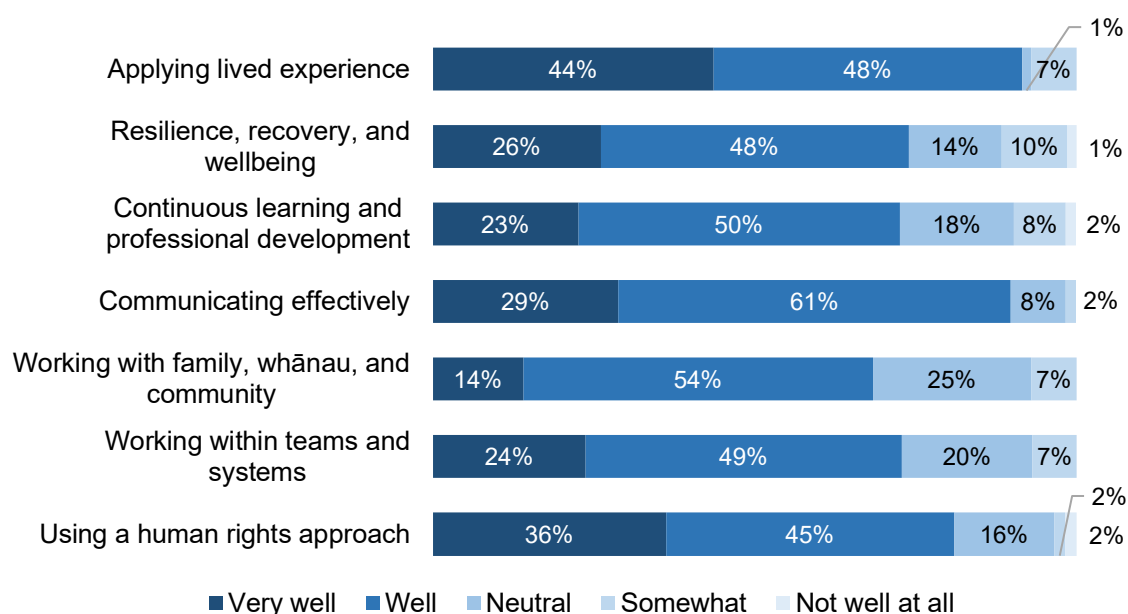 1%
Applying lived experience 44% 48% 7%
Resilience, recovery, and
wellbeing 26% 48% 14% 10% 1%
Continuous learning and
professional development 23% 50% 18% 8% 2%
Communicating effectively 29% 61% 8% 2%
Working with family, whānau, and
community 14% 54% 25% 7%
Working within teams and
systems 24% 49% 20% 7%
2%
Using a human rights approach 36% 45% 16% 2%
Very well Well Neutral Somewhat Not well at all